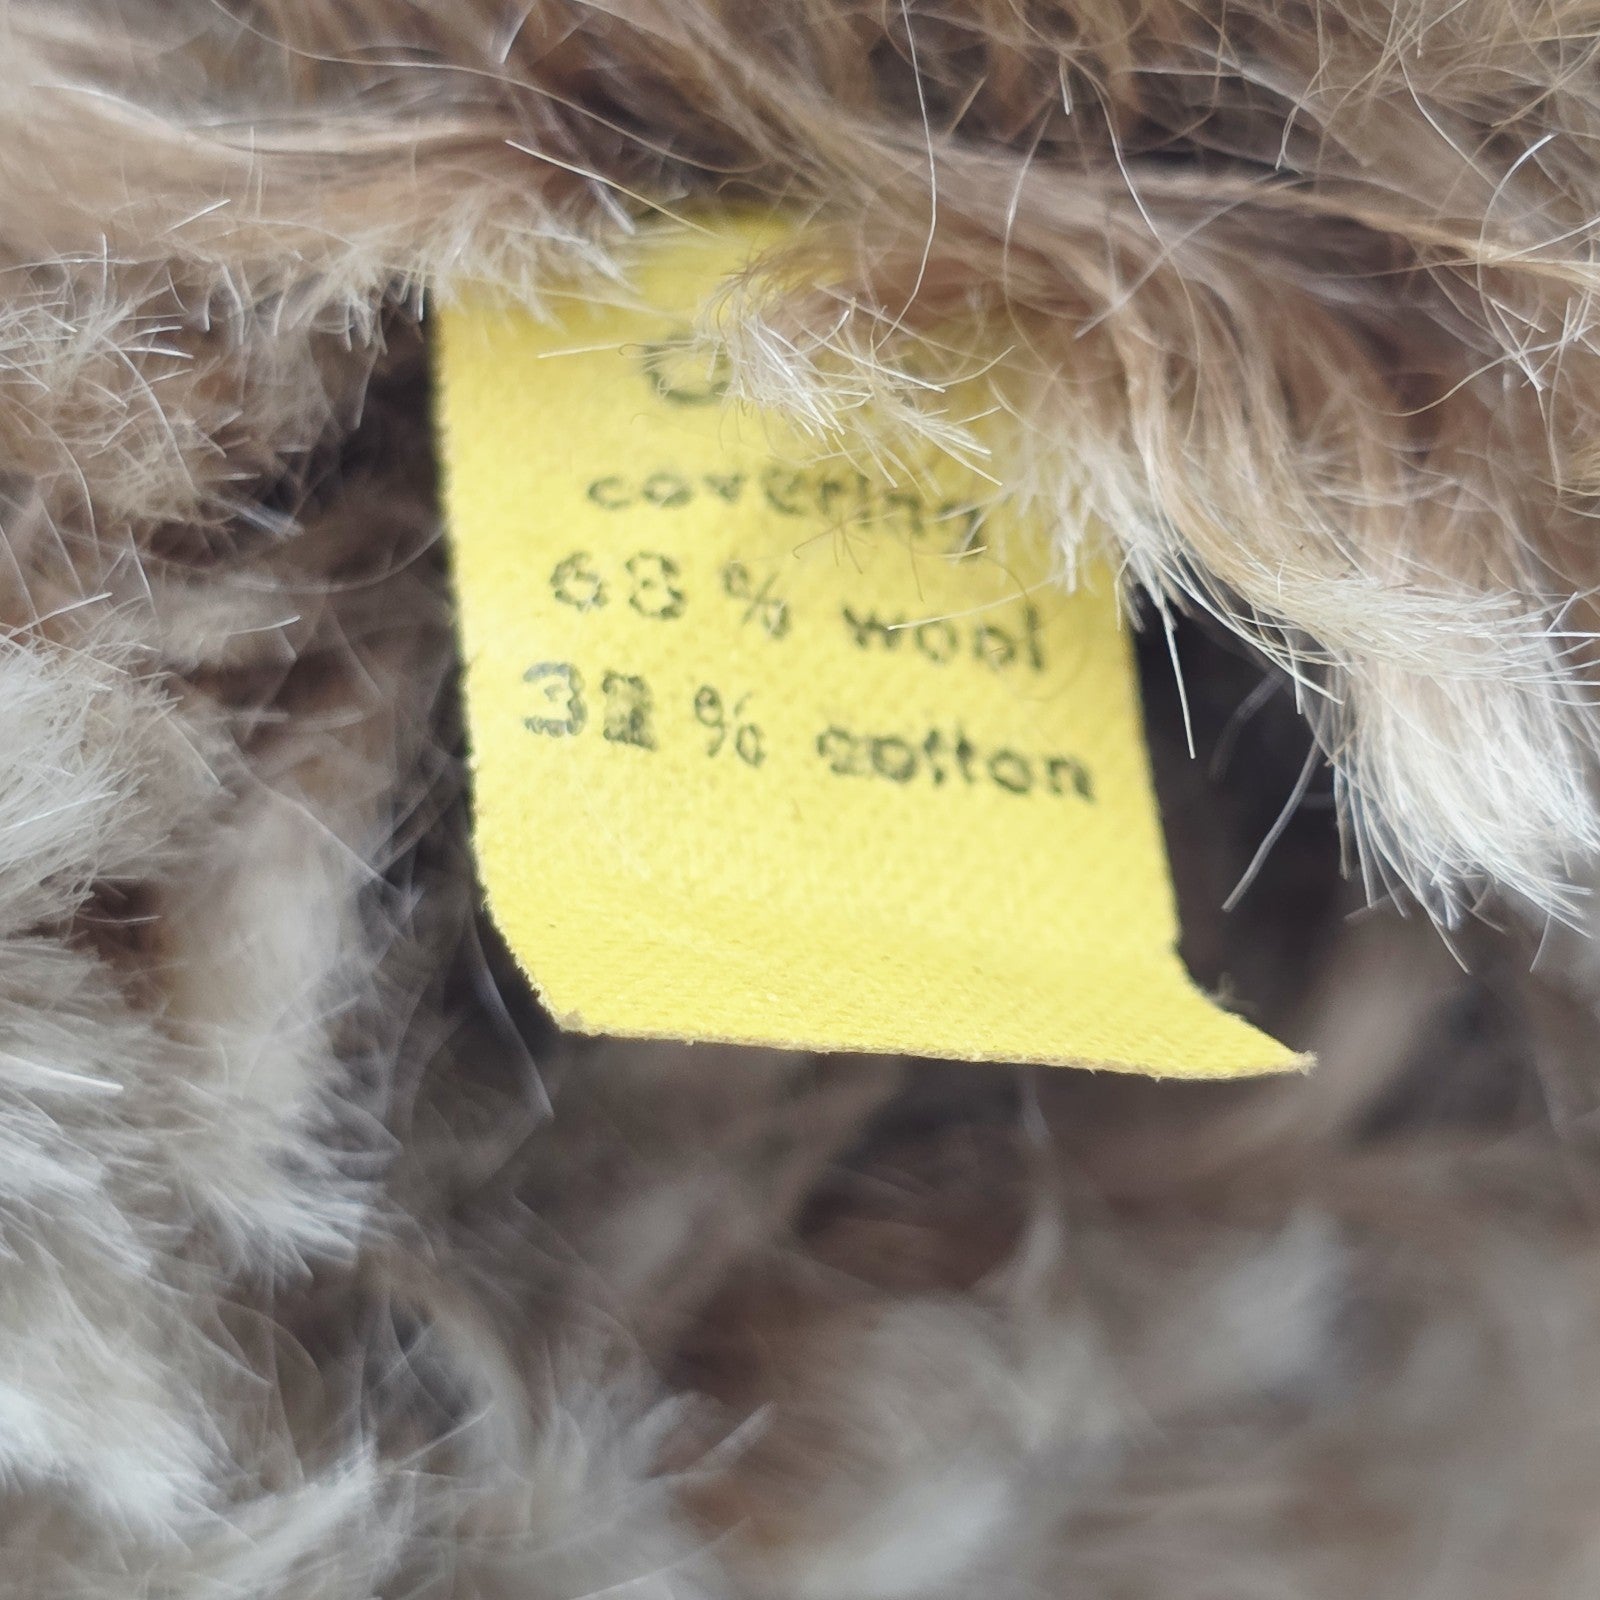 covering
68 % wool
32 % cotton